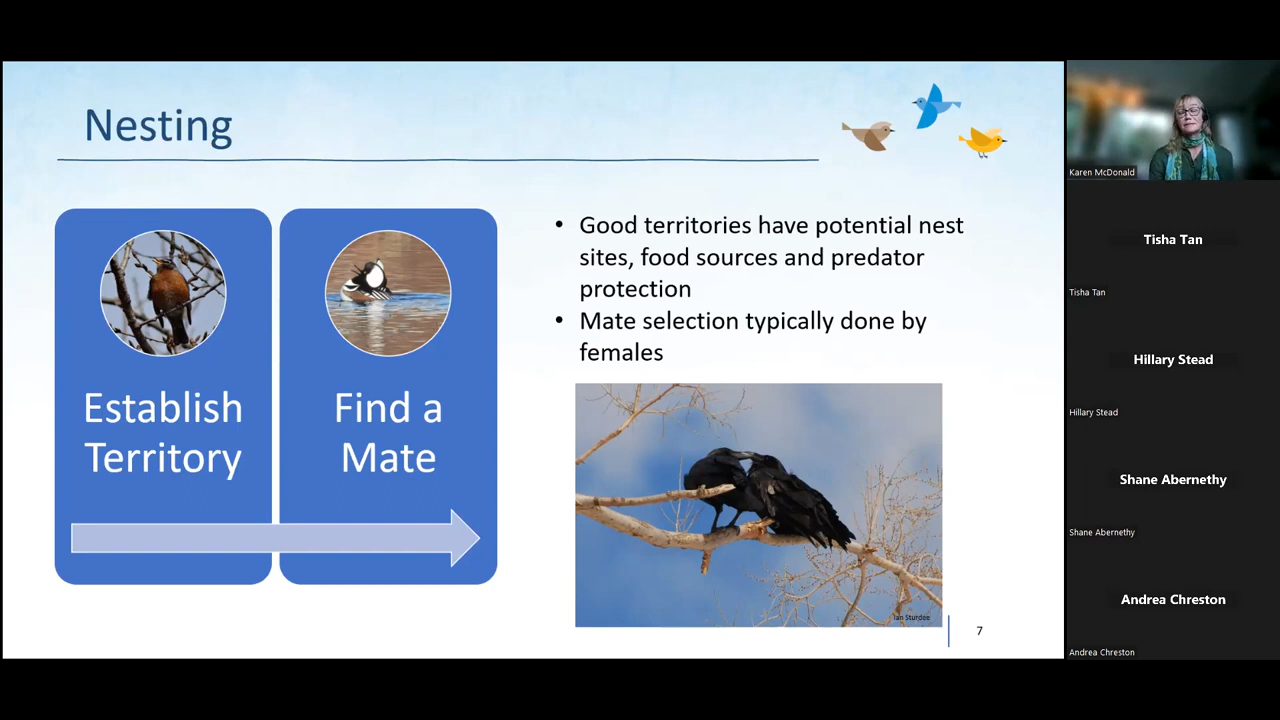 Nesting
Establish
Territory
Find a
Mate
• Good territories have potential nest
sites, food sources and predator
protection
• Mate selection typically done by
females
Ian Sturdee
7
Karen McDonald
Tisha Tan
Tisha Tan
Hillary Stead
Hillary Stead
Shane Abernethy
Shane Abernethy
Andrea Chreston
Andrea Chreston